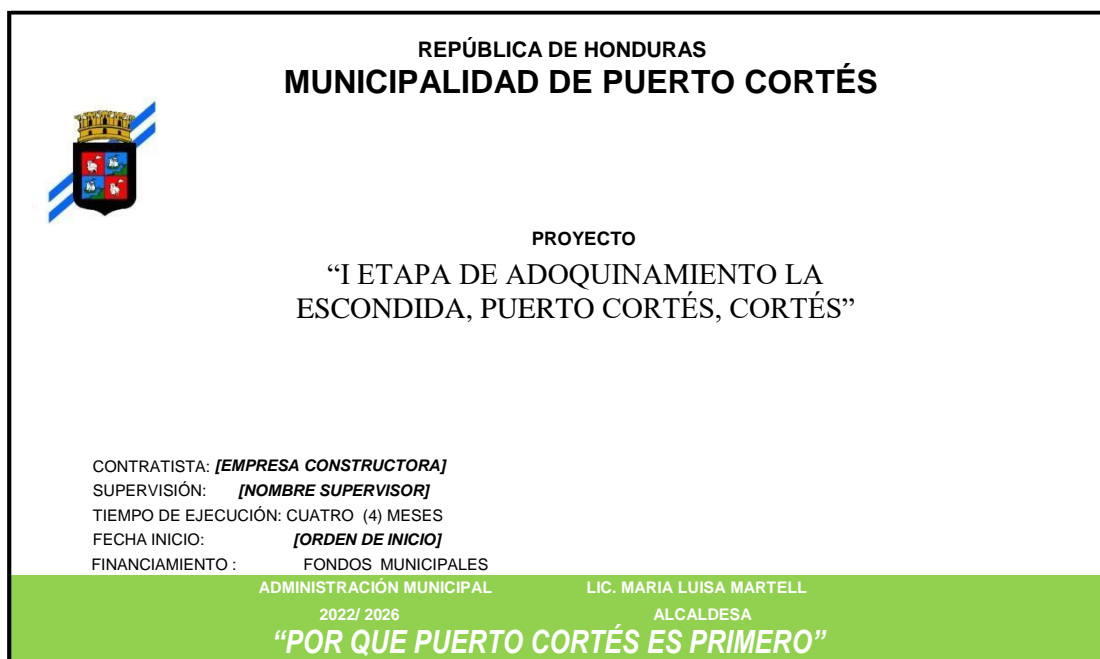 REPÚBLICA DE HONDURAS
MUNICIPALIDAD DE PUERTO CORTÉS
PROYECTO
“I ETAPA DE ADOQUINAMIENTO LA
ESCONDIDA, PUERTO CORTÉS, CORTÉS”
CONTRATISTA: [EMPRESA CONSTRUCTORA]
SUPERVISIÓN: [NOMBRE SUPERVISOR]
TIEMPO DE EJECUCIÓN: CUATRO (4) MESES
FECHA INICIO: [ORDEN DE INICIO]
FINANCIAMIENTO : FONDOS MUNICIPALES
ADMINISTRACIÓN MUNICIPAL LIC. MARIA LUISA MARTELL
2022/ 2026 ALCALDESA
“POR QUE PUERTO CORTÉS ES PRIMERO”